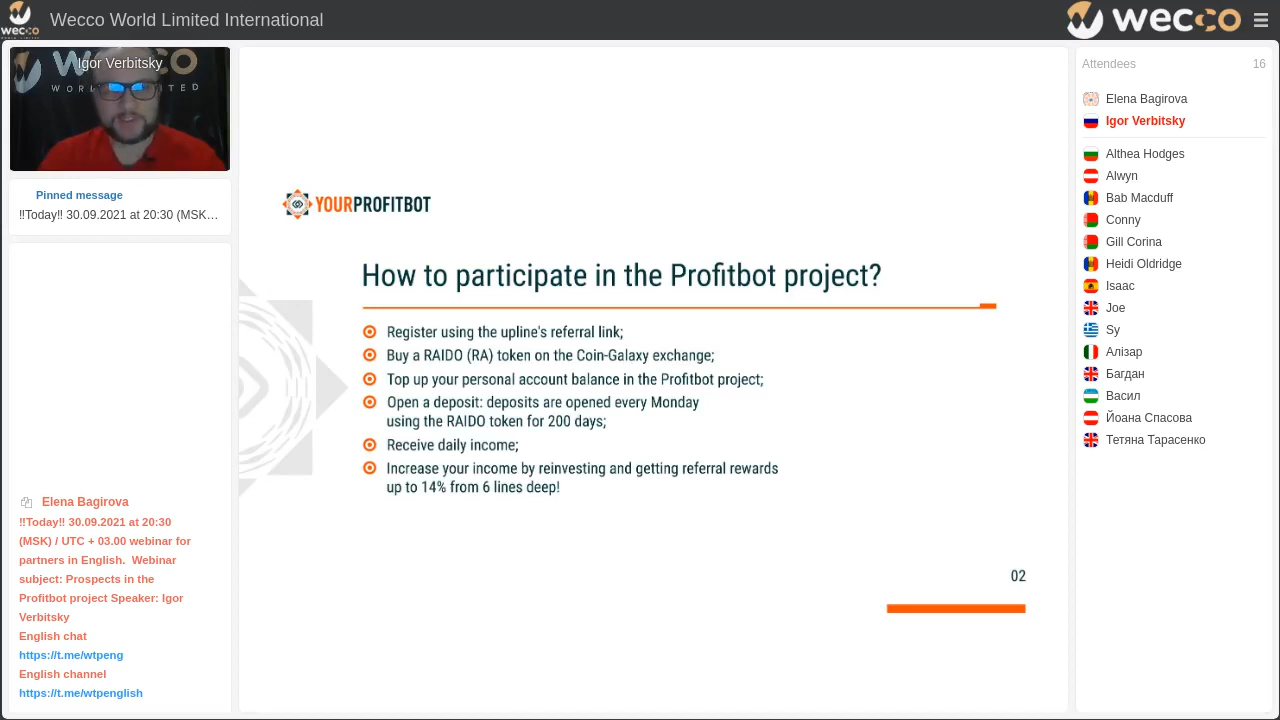 wecco
Wecco World Limited International
wecco
Igor Verbitsky
Pinned message
‼Today‼ 30.09.2021 at 20:30 (MSK…
Elena Bagirova
‼Today‼ 30.09.2021 at 20:30
(MSK) / UTC + 03.00 webinar for
partners in English.  Webinar
subject: Prospects in the
Profitbot project Speaker: Igor
Verbitsky
English chat
https://t.me/wtpeng
English channel
https://t.me/wtpenglish
YOURPROFITBOT
How to participate in the Profitbot project?
Register using the upline's referral link;
Buy a RAIDO (RA) token on the Coin-Galaxy exchange;
Top up your personal account balance in the Profitbot project;
Open a deposit: deposits are opened every Monday
using the RAIDO token for 200 days;
Receive daily income;
Increase your income by reinvesting and getting referral rewards
up to 14% from 6 lines deep!
02
Attendees 16
Elena Bagirova
Igor Verbitsky
Althea Hodges
Alwyn
Bab Macduff
Conny
Gill Corina
Heidi Oldridge
Isaac
Joe
Sy
Алізар
Багдан
Васил
Йоана Спасова
Тетяна Тарасенко